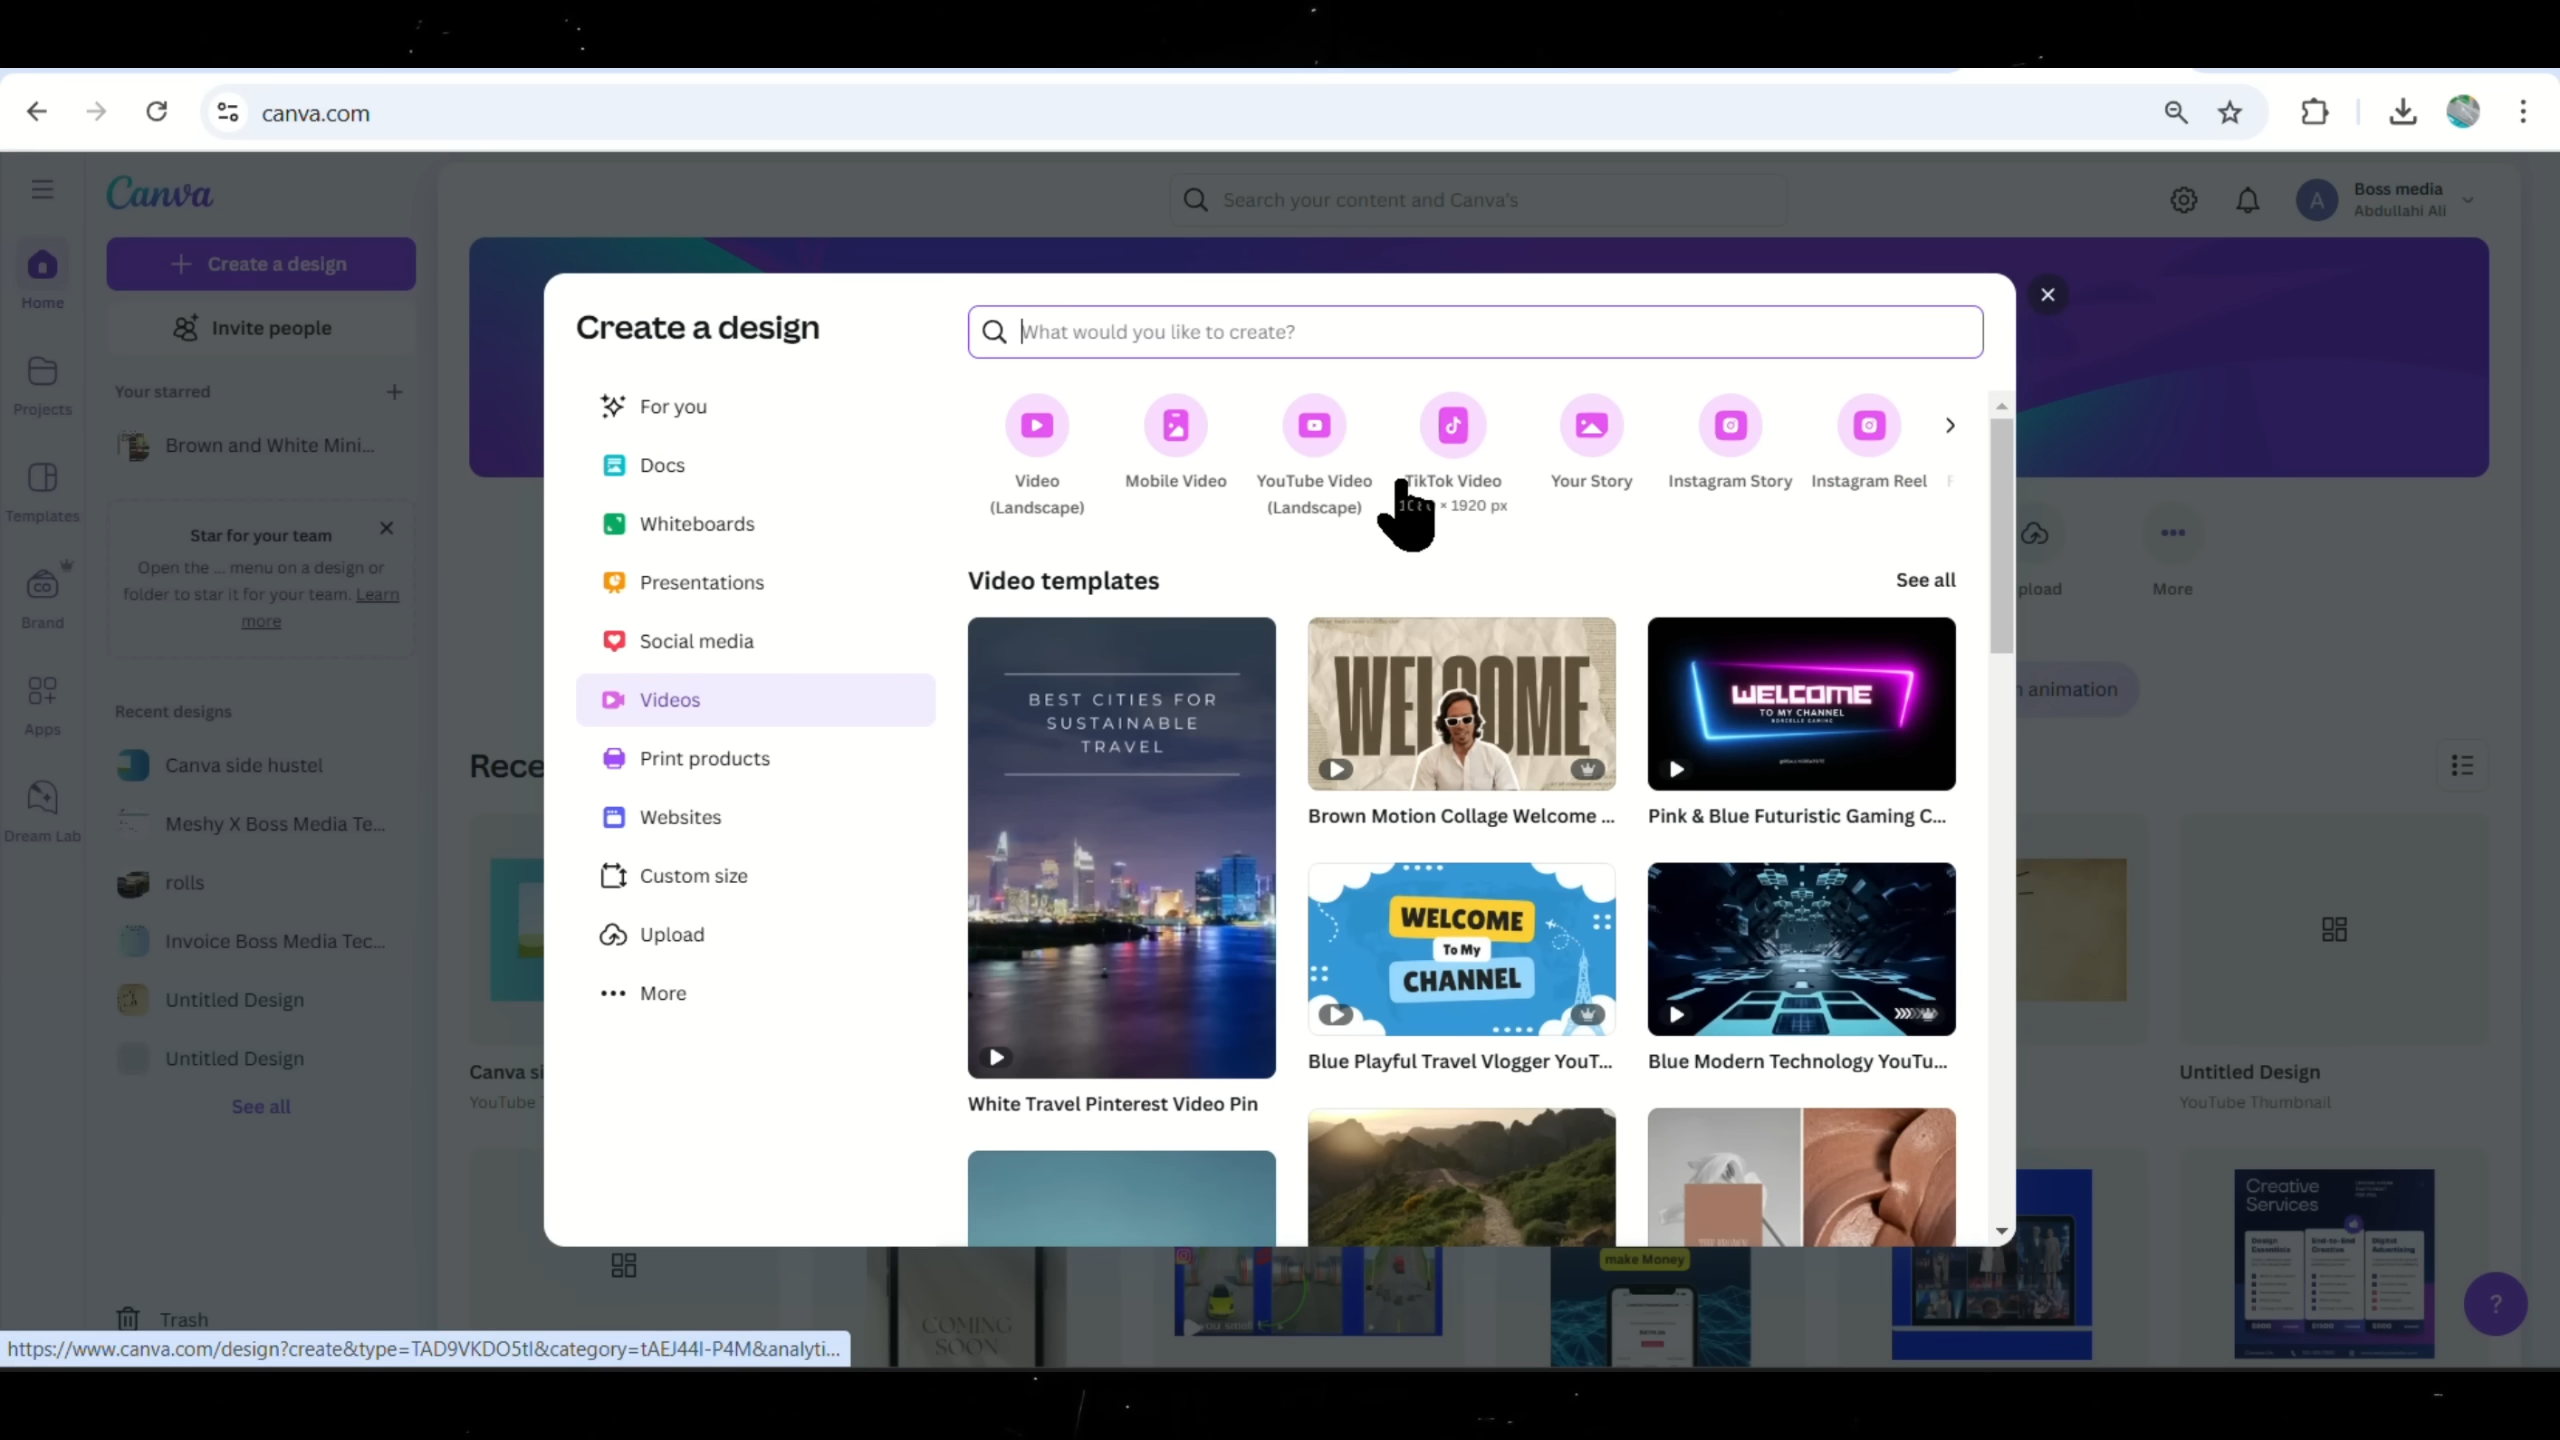 canva.com
Canva
Search your content and Canva's
A
Boss media
Abdullahi Ali
Create a design
Invite people
Home
Your starred
Projects
Brown and White Mini...
Templates
Star for your team
Open the ... menu on a design or
folder to star it for your team. Learn
more
Brand
Recent designs
Apps
Canva side hustel
Meshy X Boss Media Te...
Dream Lab
rolls
Invoice Boss Media Tec...
Untitled Design
Untitled Design
See all
Trash
Create a design
What would you like to create?
For you
Docs
Whiteboards
Presentations
Social media
Videos
Print products
Websites
Custom size
Upload
More
Video
(Landscape)
Mobile Video
YouTube Video
(Landscape)
TikTok Video
× 1920 px
Your Story
Instagram Story
Instagram Reel
Video templates
See all
BEST CITIES FOR
SUSTAINABLE
TRAVEL
White Travel Pinterest Video Pin
WELCOME
Brown Motion Collage Welcome ...
WELCOME
TO MY CHANNEL
BORCELLE GAMING
Pink & Blue Futuristic Gaming C...
WELCOME
To My
CHANNEL
Blue Playful Travel Vlogger YouT...
Blue Modern Technology YouTu...
pload
More
n animation
Rece
Canva si
YouTube
Untitled Design
YouTube Thumbnail
COMING
SOON
you smoll
make Money
Creative
Services
?
https://www.canva.com/design?create&type=TAD9VKDO5tI&category=tAEJ44I-P4M&analyti...